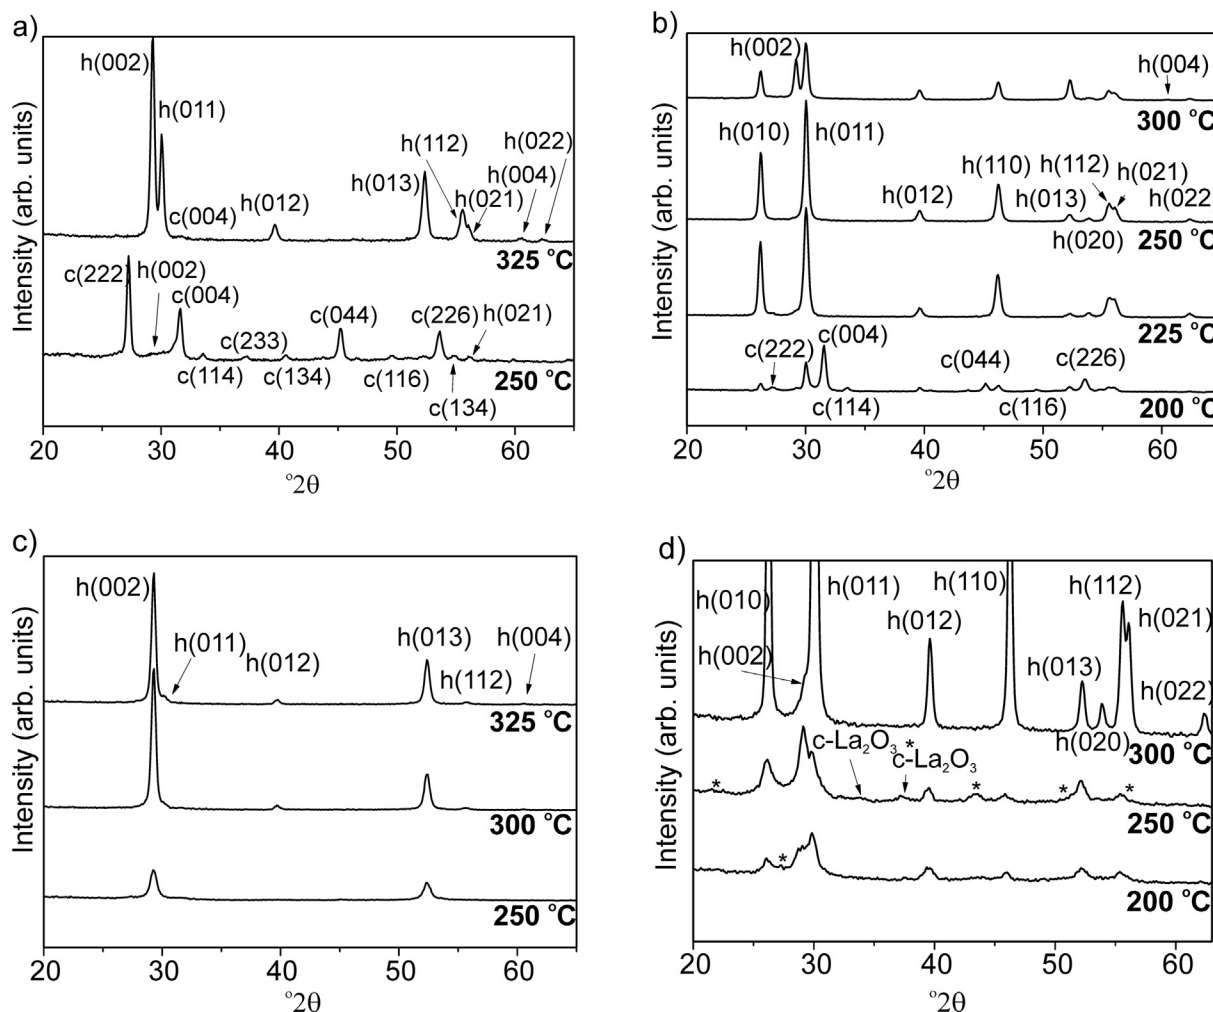 a)
Intensity (arb. units)
h(002)
h(011)
c(004)
h(012)
h(013)
h(112)
h(021)
h(004)
h(022)
325 °C
c(222)
h(002)
c(004)
c(114)
c(233)
c(134)
c(044)
c(116)
c(226)
c(134)
h(021)
250 °C
20 30 40 50 60
°2θ
b)
Intensity (arb. units)
h(002)
h(004)
300 °C
h(010)
h(011)
h(012)
h(110)
h(013)
h(020)
h(112)
h(021)
h(022
250 °C
225 °C
c(222)
c(004)
c(114)
c(044)
c(116)
c(226)
200 °C
20 30 40 50 60
°2θ
c)
Intensity (arb. units)
h(002)
h(011)
h(012)
h(013)
h(112)
h(004)
325 °C
300 °C
250 °C
20 30 40 50 60
°2θ
d)
Intensity (arb. units)
h(010)
h(002)
h(011)
h(012)
h(110)
h(013)
h(020)
h(112)
h(021)
h(022)
300 °C
*
c-La₂O₃
*
c-La₂O₃
*
*
*
250 °C
*
200 °C
20 30 40 50 60
°2θ